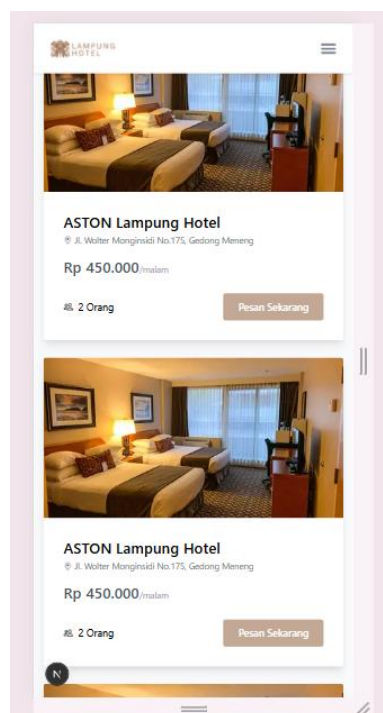 LAMPUNG
HOTEL
ASTON Lampung Hotel
Jl. Wolter Monginsidi No.175, Gedong Meneng
Rp 450.000/malam
2 Orang
Pesan Sekarang
ASTON Lampung Hotel
Jl. Wolter Monginsidi No.175, Gedong Meneng
Rp 450.000/malam
2 Orang
Pesan Sekarang
N